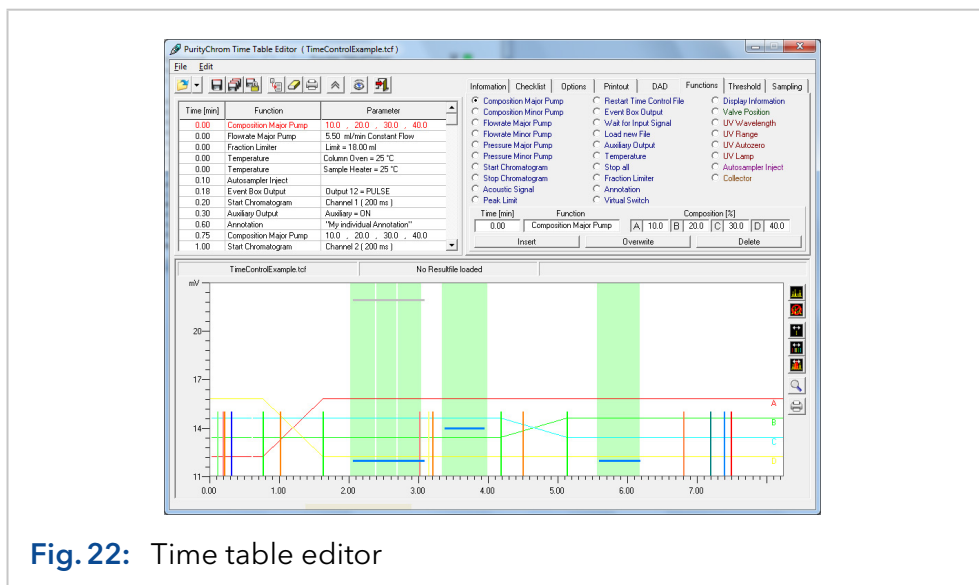 PurityChrom Time Table Editor ( TimeControlExample.tcf )
File Edit
Information Checklist Options Printout DAD Functions Threshold Sampling
Time [min] Function Parameter
0.00 Composition Major Pump 10.0 , 20.0 , 30.0 , 40.0
0.00 Flowrate Major Pump 5.50 ml/min Constant Flow
0.00 Fraction Limiter Limit = 18.00 ml
0.00 Temperature Column Oven = 25 °C
0.00 Temperature Sample Heater = 25 °C
0.10 Autosampler Inject
0.18 Event Box Output Output 12 = PULSE
0.20 Start Chromatogram Channel 1 ( 200 ms )
0.30 Auxiliary Output Auxiliary = ON
0.60 Annotation "My individual Annotation"
0.75 Composition Major Pump 10.0 , 20.0 , 30.0 , 40.0
1.00 Start Chromatogram Channel 2 ( 200 ms )
Composition Major Pump Restart Time Control File Display Information
Composition Minor Pump Event Box Output Valve Position
Flowrate Major Pump Wait for Input Signal UV Wavelength
Flowrate Minor Pump Load new File UV Range
Pressure Major Pump Auxiliary Output UV Autozero
Pressure Minor Pump Temperature UV Lamp
Start Chromatogram Stop all Autosampler Inject
Stop Chromatogram Fraction Limiter Collector
Acoustic Signal Annotation
Peak Limit Virtual Switch
Time [min] Function Composition [%]
0.00 Composition Major Pump A 10.0 B 20.0 C 30.0 D 40.0
Insert Overwrite Delete
TimeControlExample.tcf No Resultfile loaded
mV
20
17
14
11
A
B
C
D
0.00 1.00 2.00 3.00 4.00 5.00 6.00 7.00
Fig. 22: Time table editor